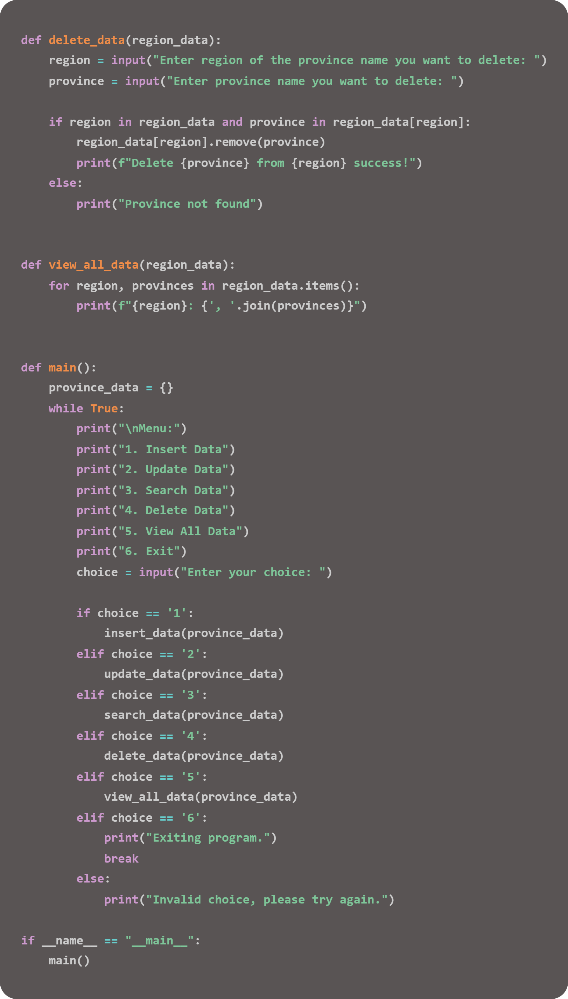 def delete_data(region_data):
    region = input("Enter region of the province name you want to delete: ")
    province = input("Enter province name you want to delete: ")

    if region in region_data and province in region_data[region]:
        region_data[region].remove(province)
        print(f"Delete {province} from {region} success!")
    else:
        print("Province not found")


def view_all_data(region_data):
    for region, provinces in region_data.items():
        print(f"{region}: {', '.join(provinces)}")


def main():
    province_data = {}
    while True:
        print("\nMenu:")
        print("1. Insert Data")
        print("2. Update Data")
        print("3. Search Data")
        print("4. Delete Data")
        print("5. View All Data")
        print("6. Exit")
        choice = input("Enter your choice: ")

        if choice == '1':
            insert_data(province_data)
        elif choice == '2':
            update_data(province_data)
        elif choice == '3':
            search_data(province_data)
        elif choice == '4':
            delete_data(province_data)
        elif choice == '5':
            view_all_data(province_data)
        elif choice == '6':
            print("Exiting program.")
            break
        else:
            print("Invalid choice, please try again.")

if __name__ == "__main__":
    main()